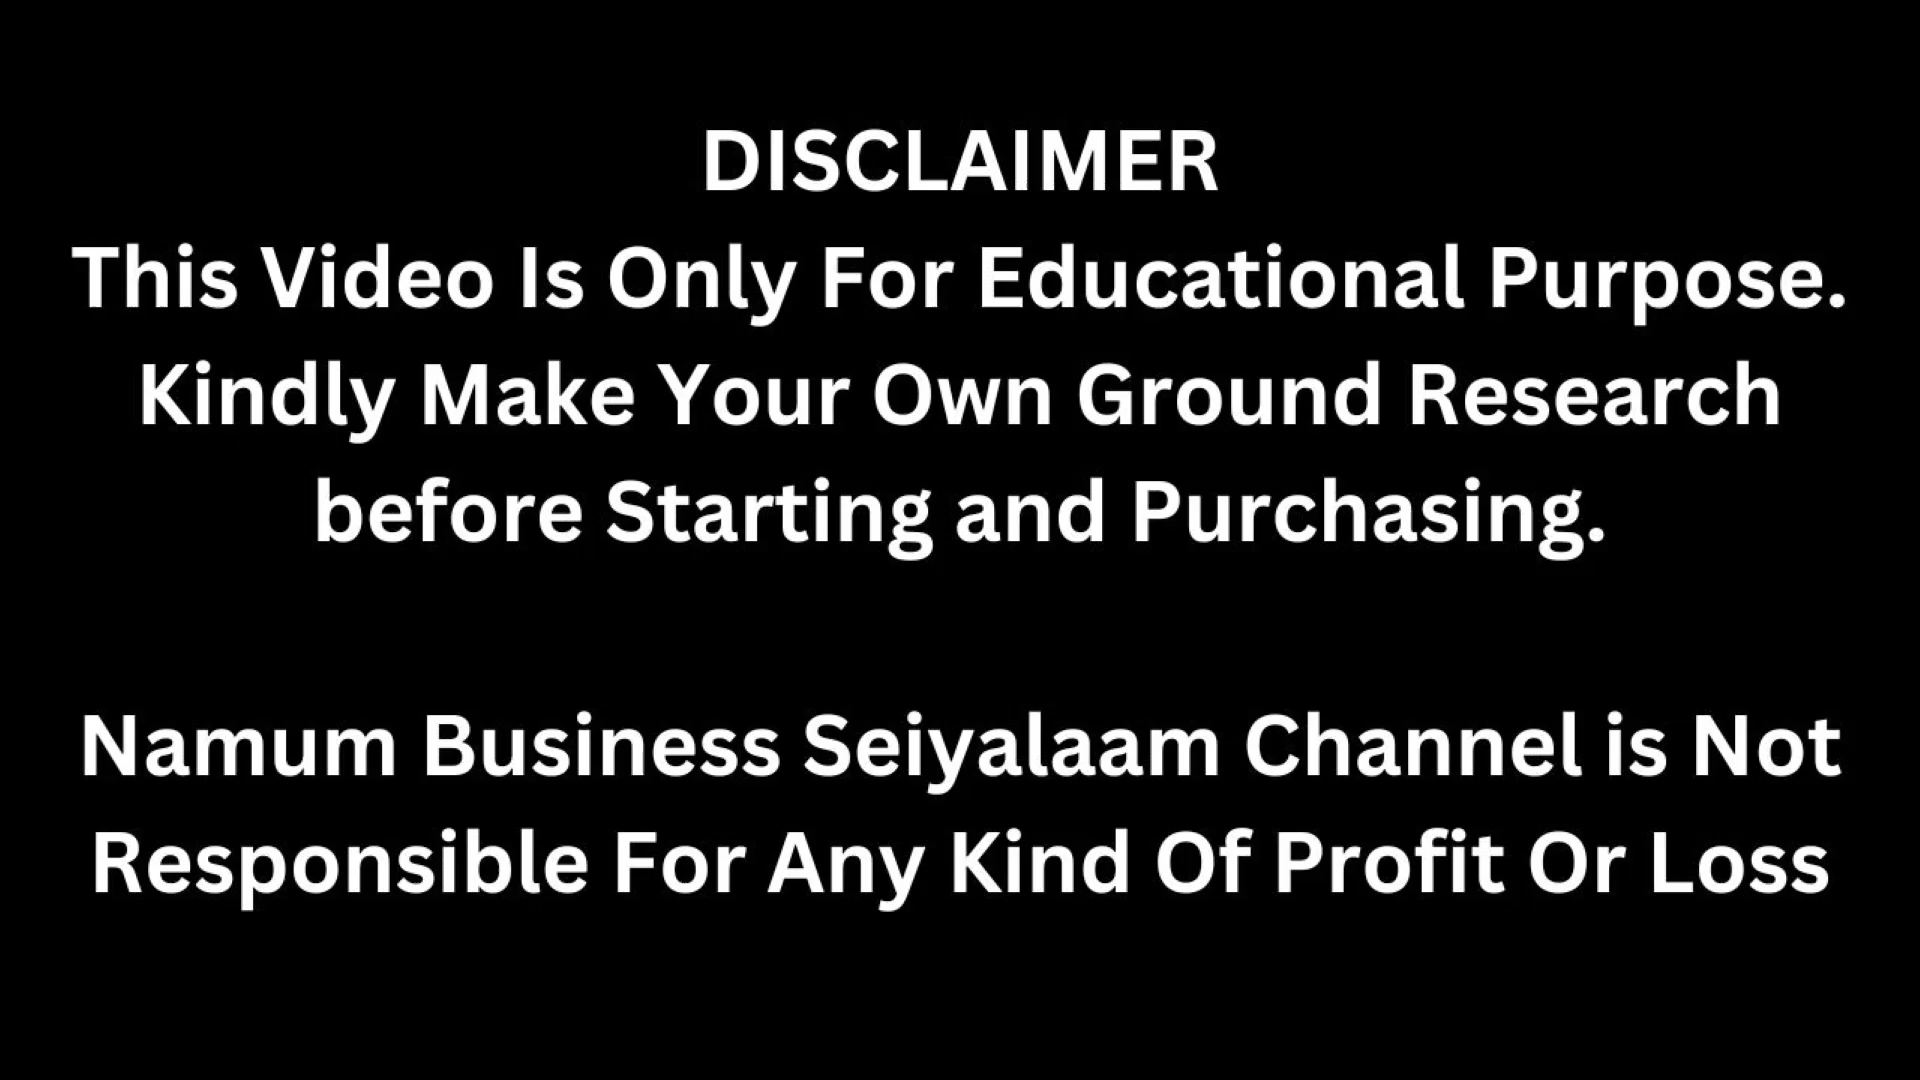 DISCLAIMER
This Video Is Only For Educational Purpose.
Kindly Make Your Own Ground Research
before Starting and Purchasing.
Namum Business Seiyalaam Channel is Not
Responsible For Any Kind Of Profit Or Loss